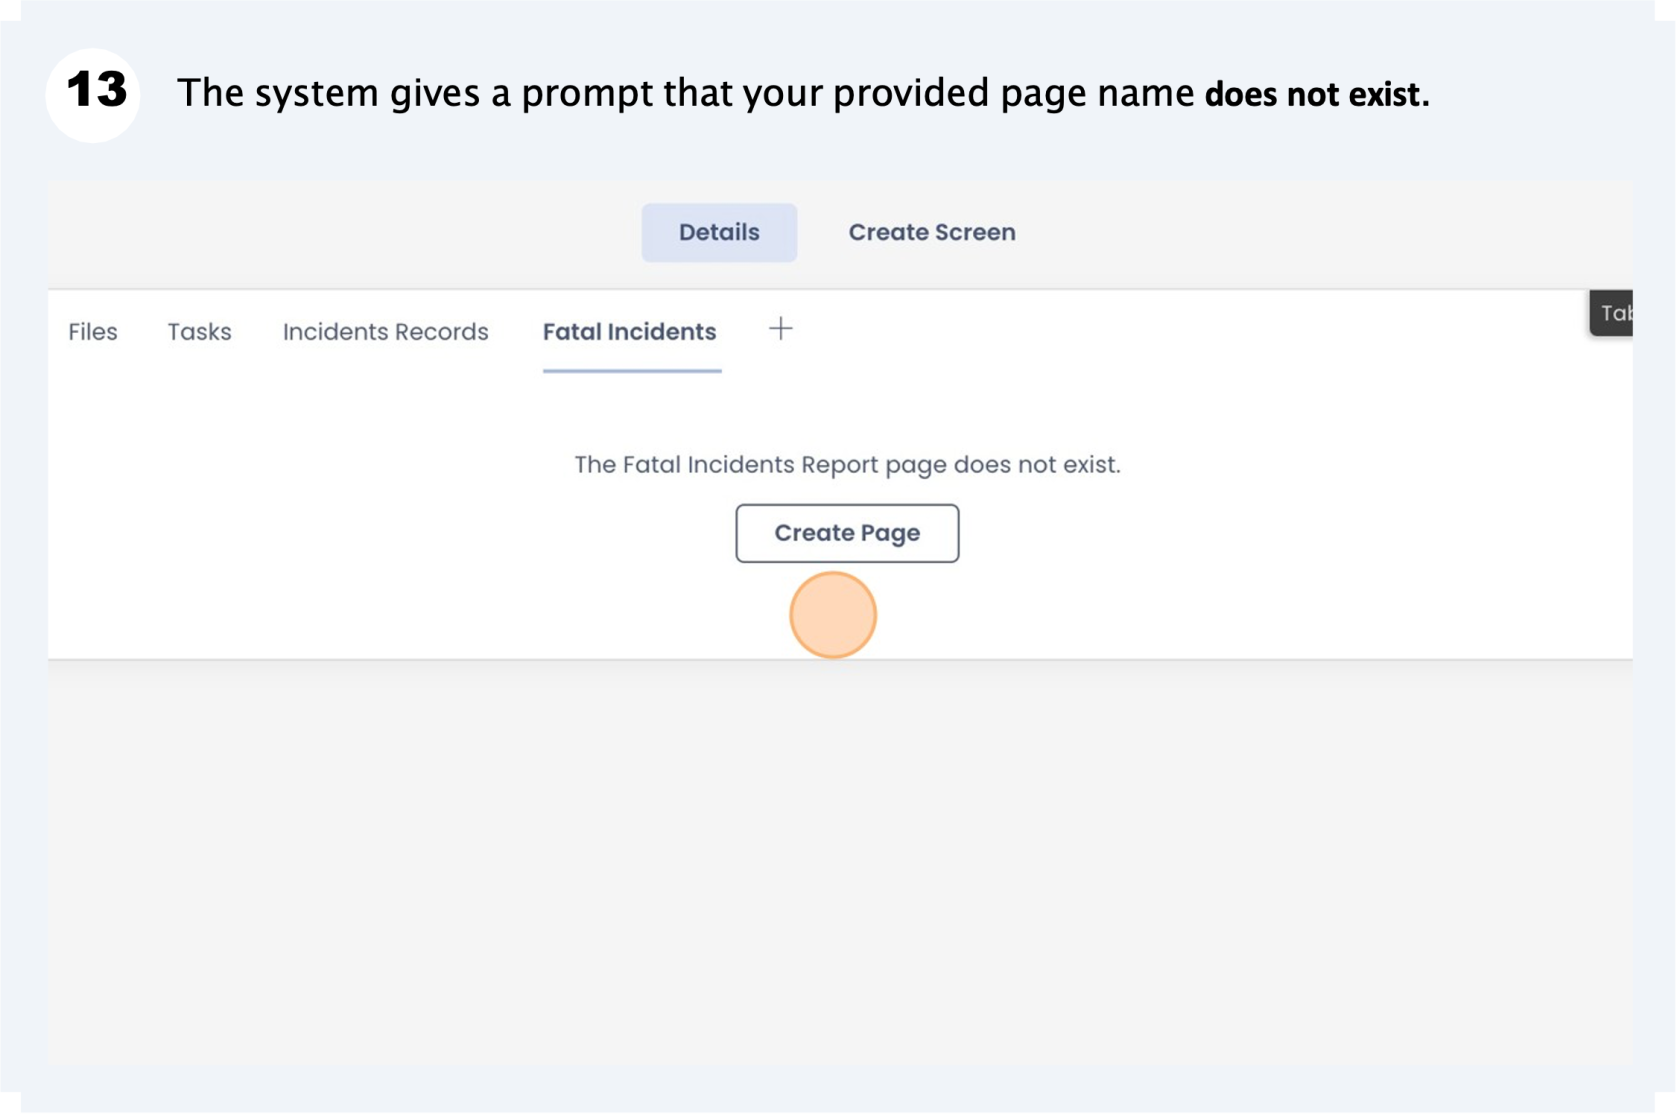 13 The system gives a prompt that your provided page name does not exist.
Details Create Screen
Files Tasks Incidents Records Fatal Incidents +
Tab
The Fatal Incidents Report page does not exist.
Create Page